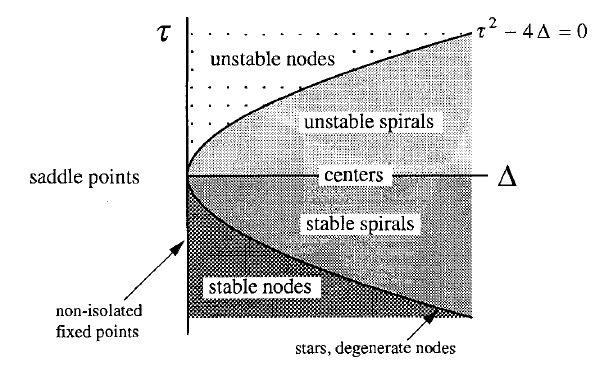 τ
τ² − 4Δ = 0
unstable nodes
unstable spirals
saddle points
centers
Δ
stable spirals
stable nodes
non-isolated
fixed points
stars, degenerate nodes